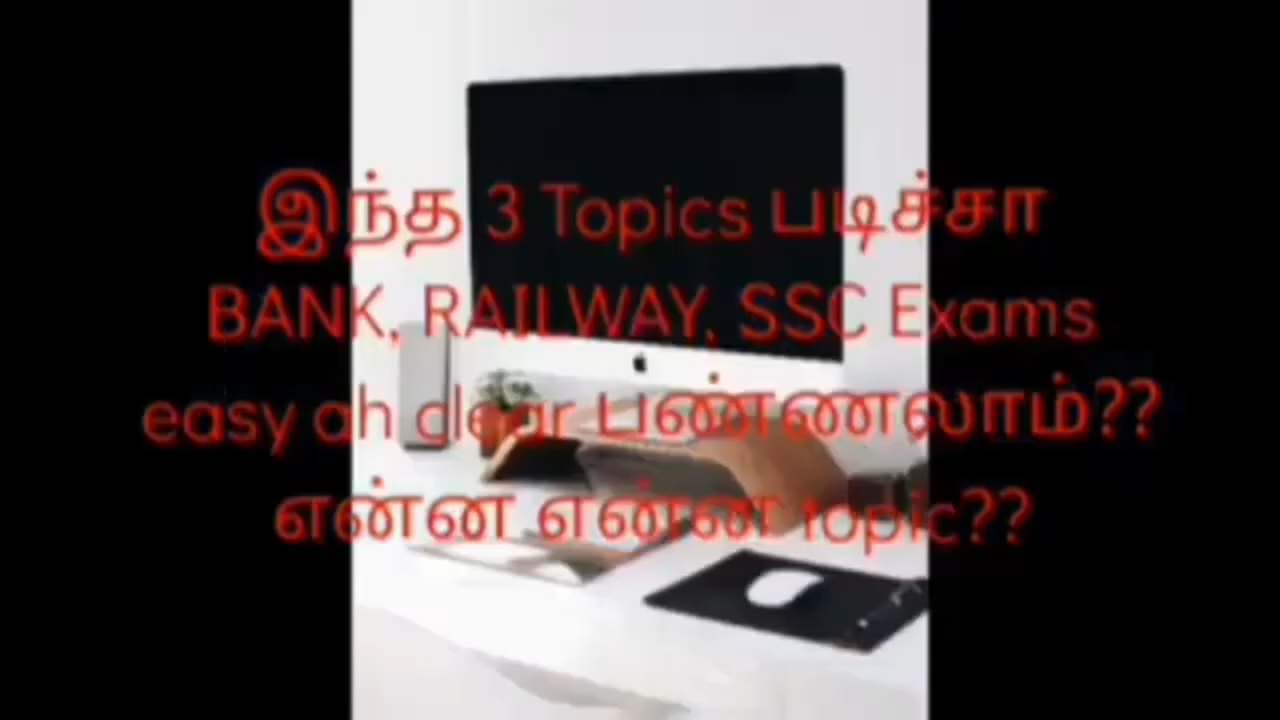 இந்த 3 Topics படிச்சா
BANK, RAILWAY, SSC Exams
easy ah clear பண்ணலாம்??
என்ன என்ன topic??